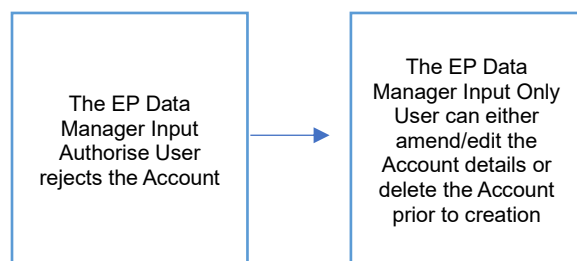 The EP Data
Manager Input
Authorise User
rejects the Account
The EP Data
Manager Input Only
User can either
amend/edit the
Account details or
delete the Account
prior to creation